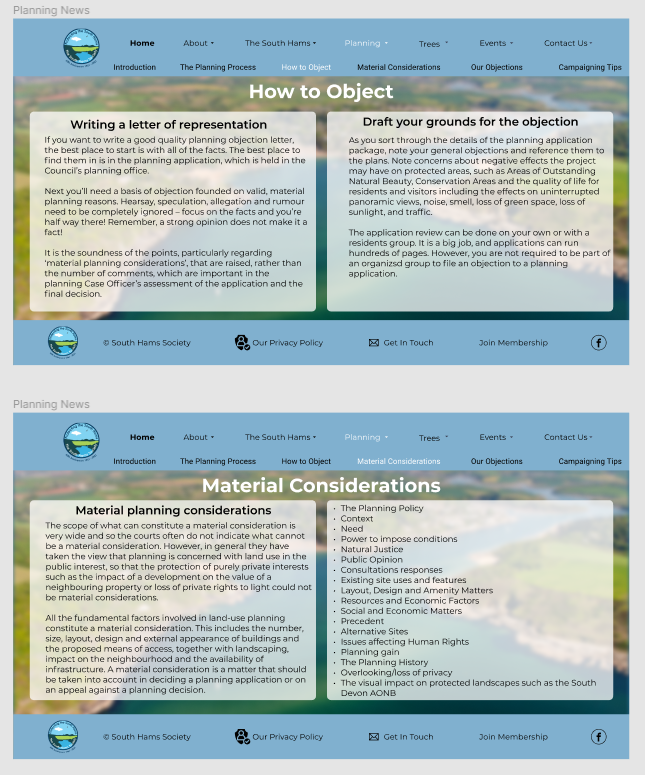 Planning News
Home About The South Hams Planning Trees Events Contact Us
Introduction The Planning Process How to Object Material Considerations Our Objections Campaigning Tips
How to Object
Writing a letter of representation
If you want to write a good quality planning objection letter,
the best place to start is with all of the facts. The best place to
find them in is in the planning application, which is held in the
Council's planning office.
Next you'll need a basis of objection founded on valid, material
planning reasons. Hearsay, speculation, allegation and rumour
need to be completely ignored – focus on the facts and you're
half way there! Remember, a strong opinion does not make it a
fact!
It is the soundness of the points, particularly regarding
'material planning considerations', that are raised, rather than
the number of comments, which are important in the
planning Case Officer's assessment of the application and the
final decision.
Draft your grounds for the objection
As you sort through the details of the planning application
package, note your general objections and reference them to
the plans. Note concerns about negative effects the project
may have on protected areas, such as Areas of Outstanding
Natural Beauty, Conservation Areas and the quality of life for
residents and visitors including the effects on uninterrupted
panoramic views, noise, smell, loss of green space, loss of
sunlight, and traffic.
The application review can be done on your own or with a
residents group. It is a big job, and applications can run
hundreds of pages. However, you are not required to be part of
an organizsd group to file an objection to a planning
application.
© South Hams Society Our Privacy Policy Get In Touch Join Membership
Planning News
Home About The South Hams Planning Trees Events Contact Us
Introduction The Planning Process How to Object Material Considerations Our Objections Campaigning Tips
Material Considerations
Material planning considerations
The scope of what can constitute a material consideration is
very wide and so the courts often do not indicate what cannot
be a material consideration. However, in general they have
taken the view that planning is concerned with land use in the
public interest, so that the protection of purely private interests
such as the impact of a development on the value of a
neighbouring property or loss of private rights to light could not
be material considerations.
All the fundamental factors involved in land-use planning
constitute a material consideration. This includes the number,
size, layout, design and external appearance of buildings and
the proposed means of access, together with landscaping,
impact on the neighbourhood and the availability of
infrastructure. A material consideration is a matter that should
be taken into account in deciding a planning application or on
an appeal against a planning decision.
• The Planning Policy
• Context
• Need
• Power to impose conditions
• Natural Justice
• Public Opinion
• Consultations responses
• Existing site uses and features
• Layout, Design and Amenity Matters
• Resources and Economic Factors
• Social and Economic Matters
• Precedent
• Alternative Sites
• Issues affecting Human Rights
• Planning gain
• The Planning History
• Overlooking/loss of privacy
• The visual impact on protected landscapes such as the South
Devon AONB
© South Hams Society Our Privacy Policy Get In Touch Join Membership